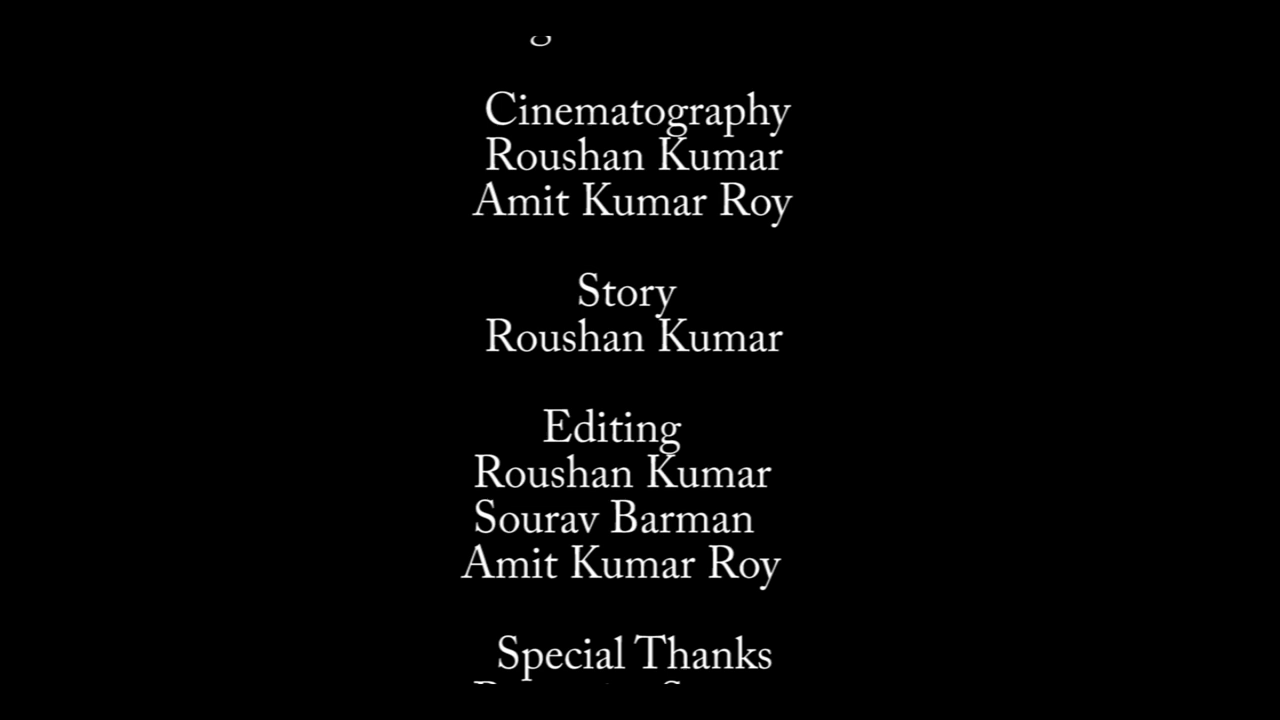 Cinematography
Roushan Kumar
Amit Kumar Roy
Story
Roushan Kumar
Editing
Roushan Kumar
Sourav Barman
Amit Kumar Roy
Special Thanks